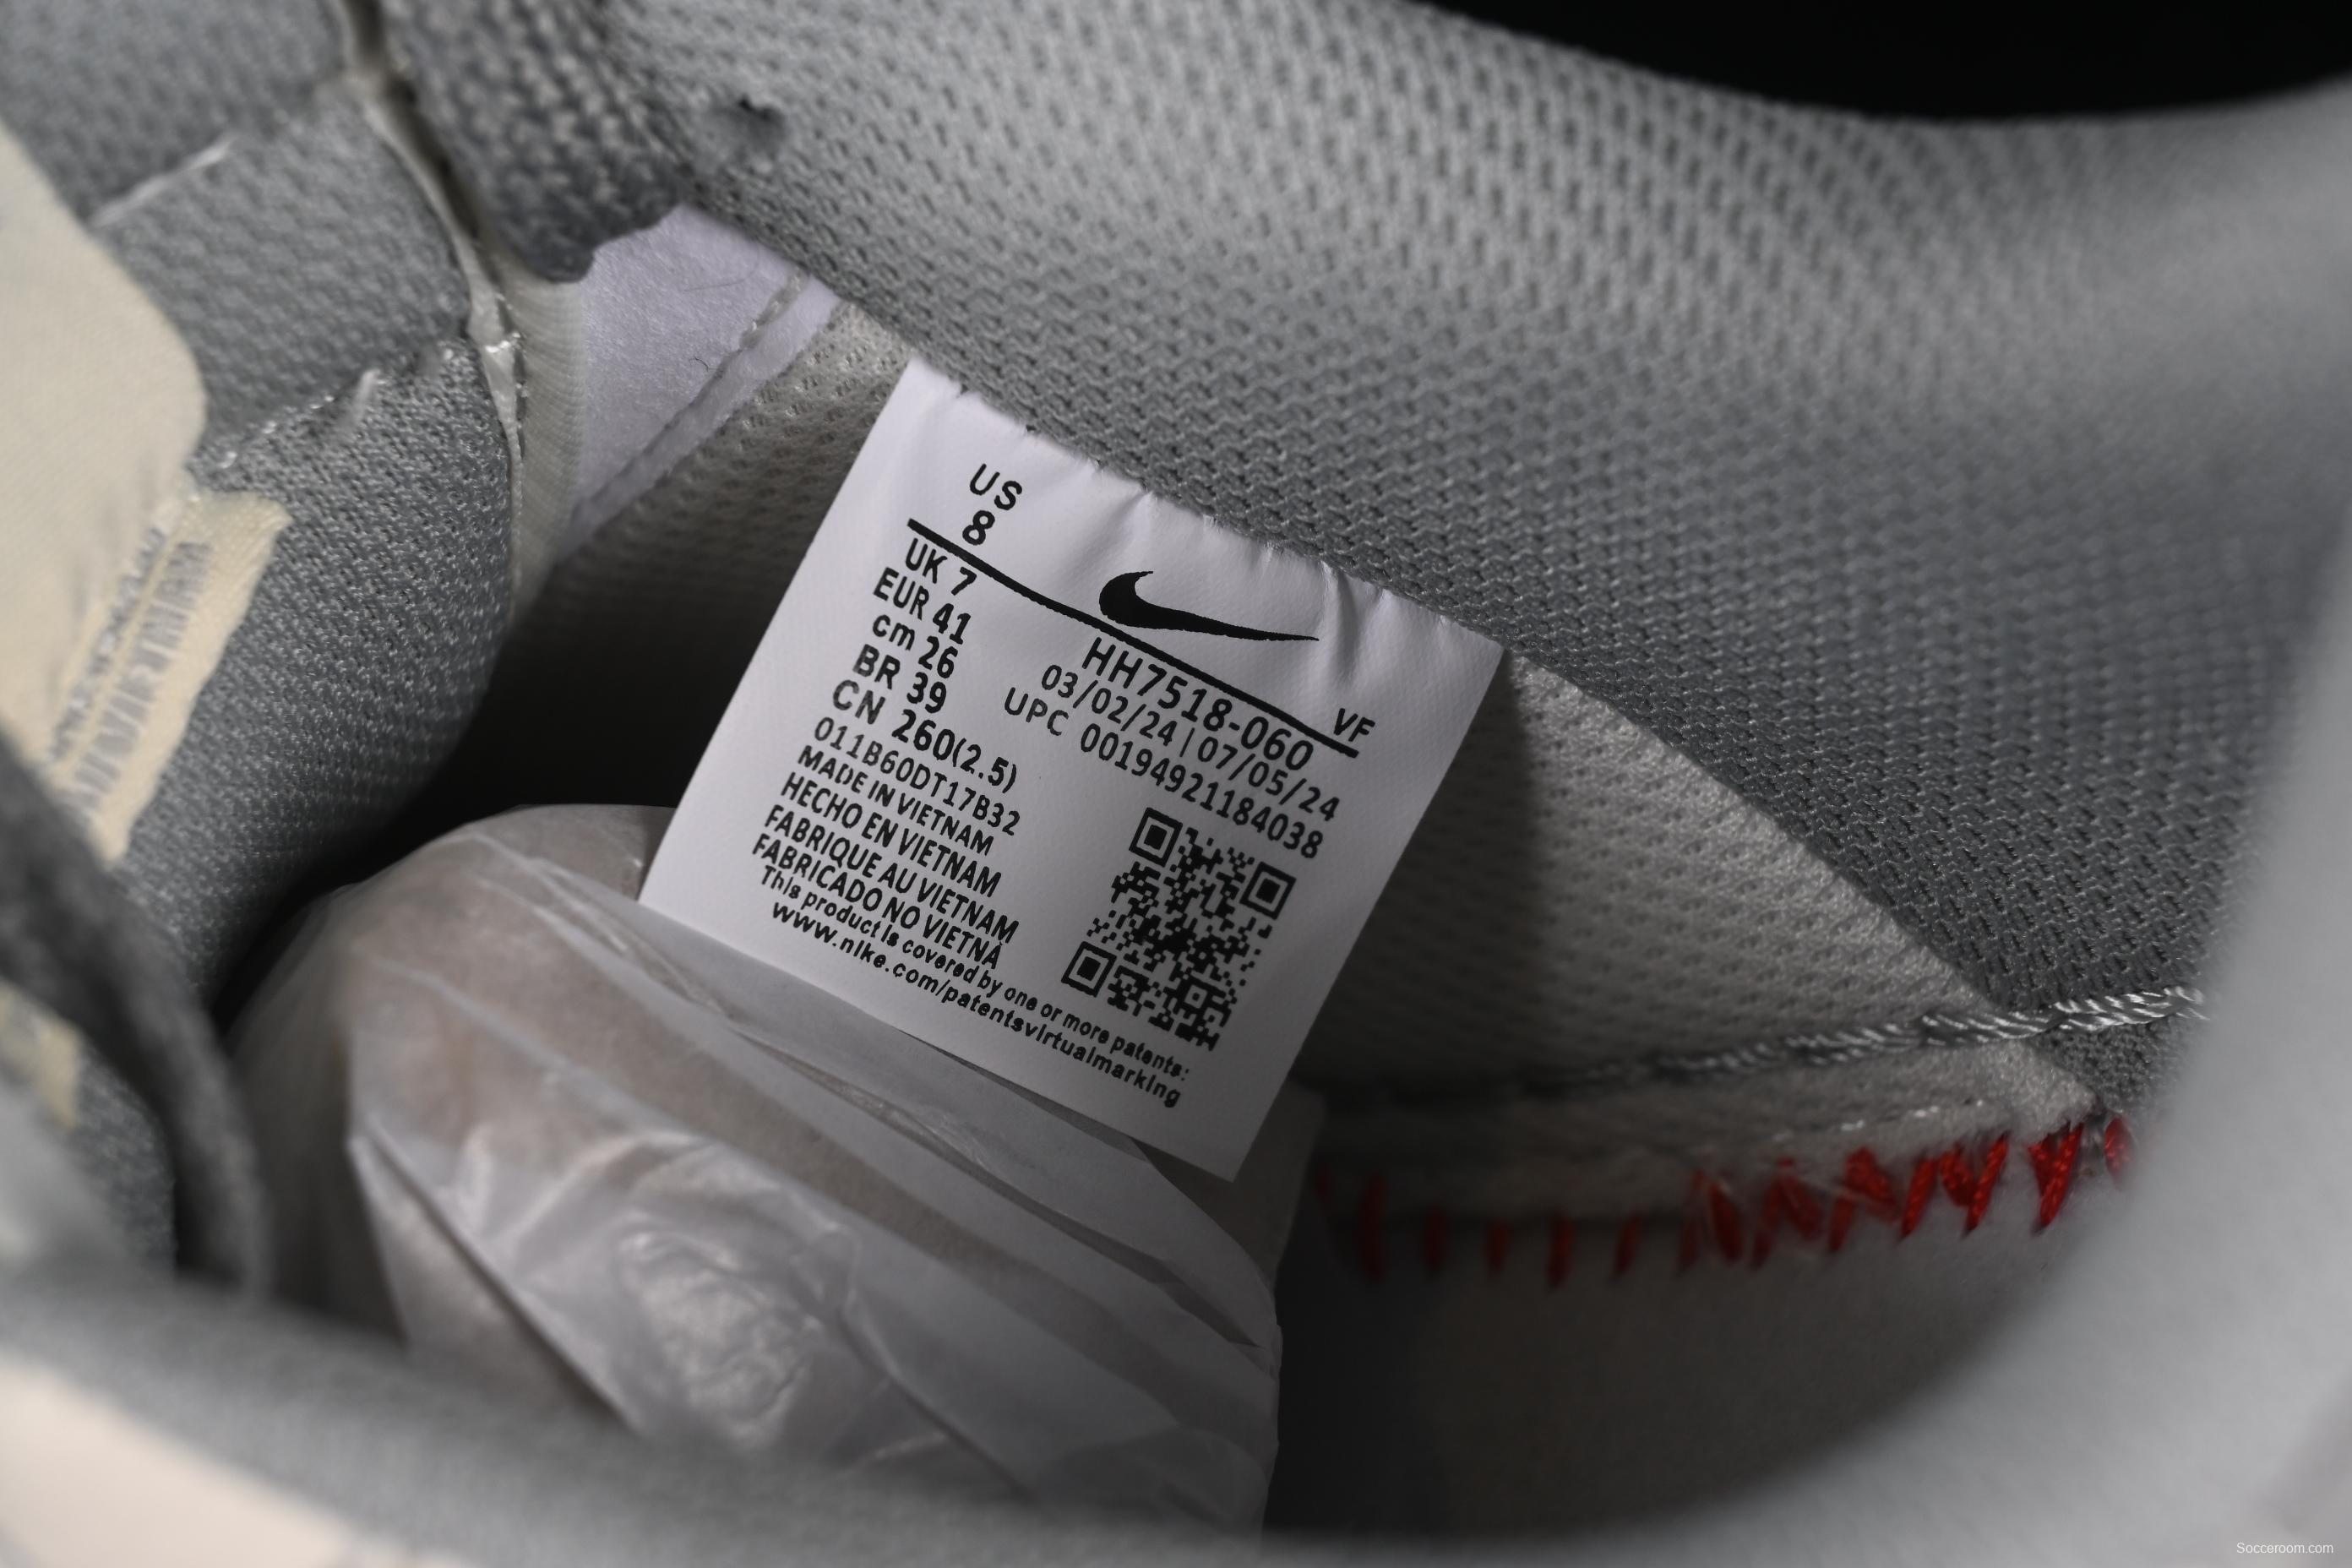 US
8
UK 7
EUR 41
cm 26
BR 39
CN 260(2.5)
011B60DT17B32
MADE IN VIETNAM
HECHO EN VIETNAM
FABRIQUE AU VIETNAM
FABRICADO NO VIETNÁ
This product is covered by one or more patents:
www.nike.com/patentsvirtualmarking
VF
HH7518-060
03/02/24 | 07/05/24
UPC 00194921184038
Socceroom.com